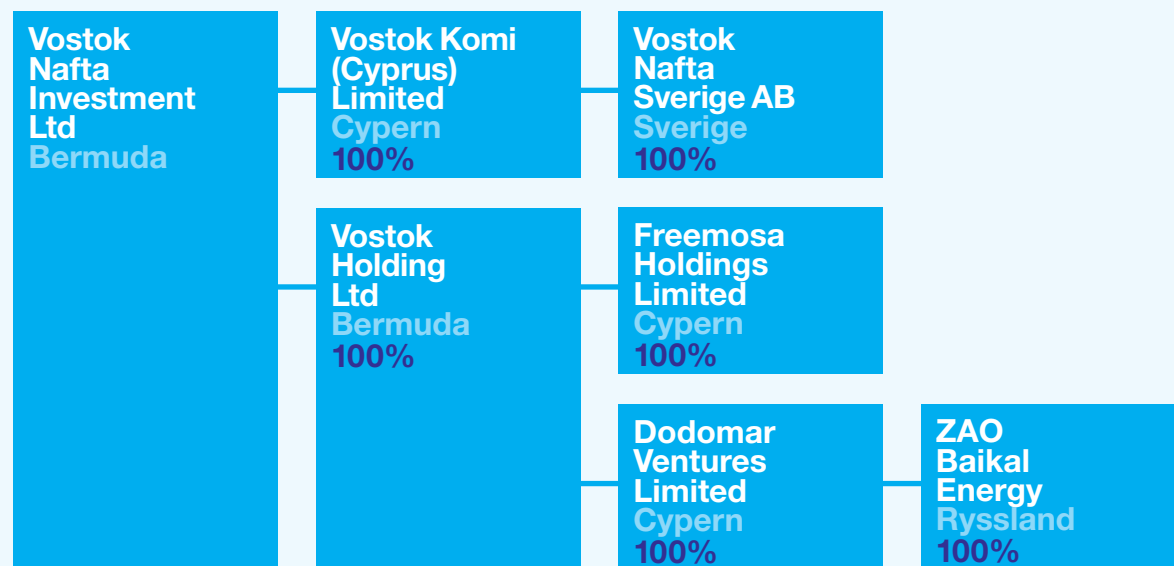 Vostok
Nafta
Investment
Ltd
Bermuda
Vostok Komi
(Cyprus)
Limited
Cypern
100%
Vostok
Nafta
Sverige AB
Sverige
100%
Vostok
Holding
Ltd
Bermuda
100%
Freemosa
Holdings
Limited
Cypern
100%
Dodomar
Ventures
Limited
Cypern
100%
ZAO
Baikal
Energy
Ryssland
100%